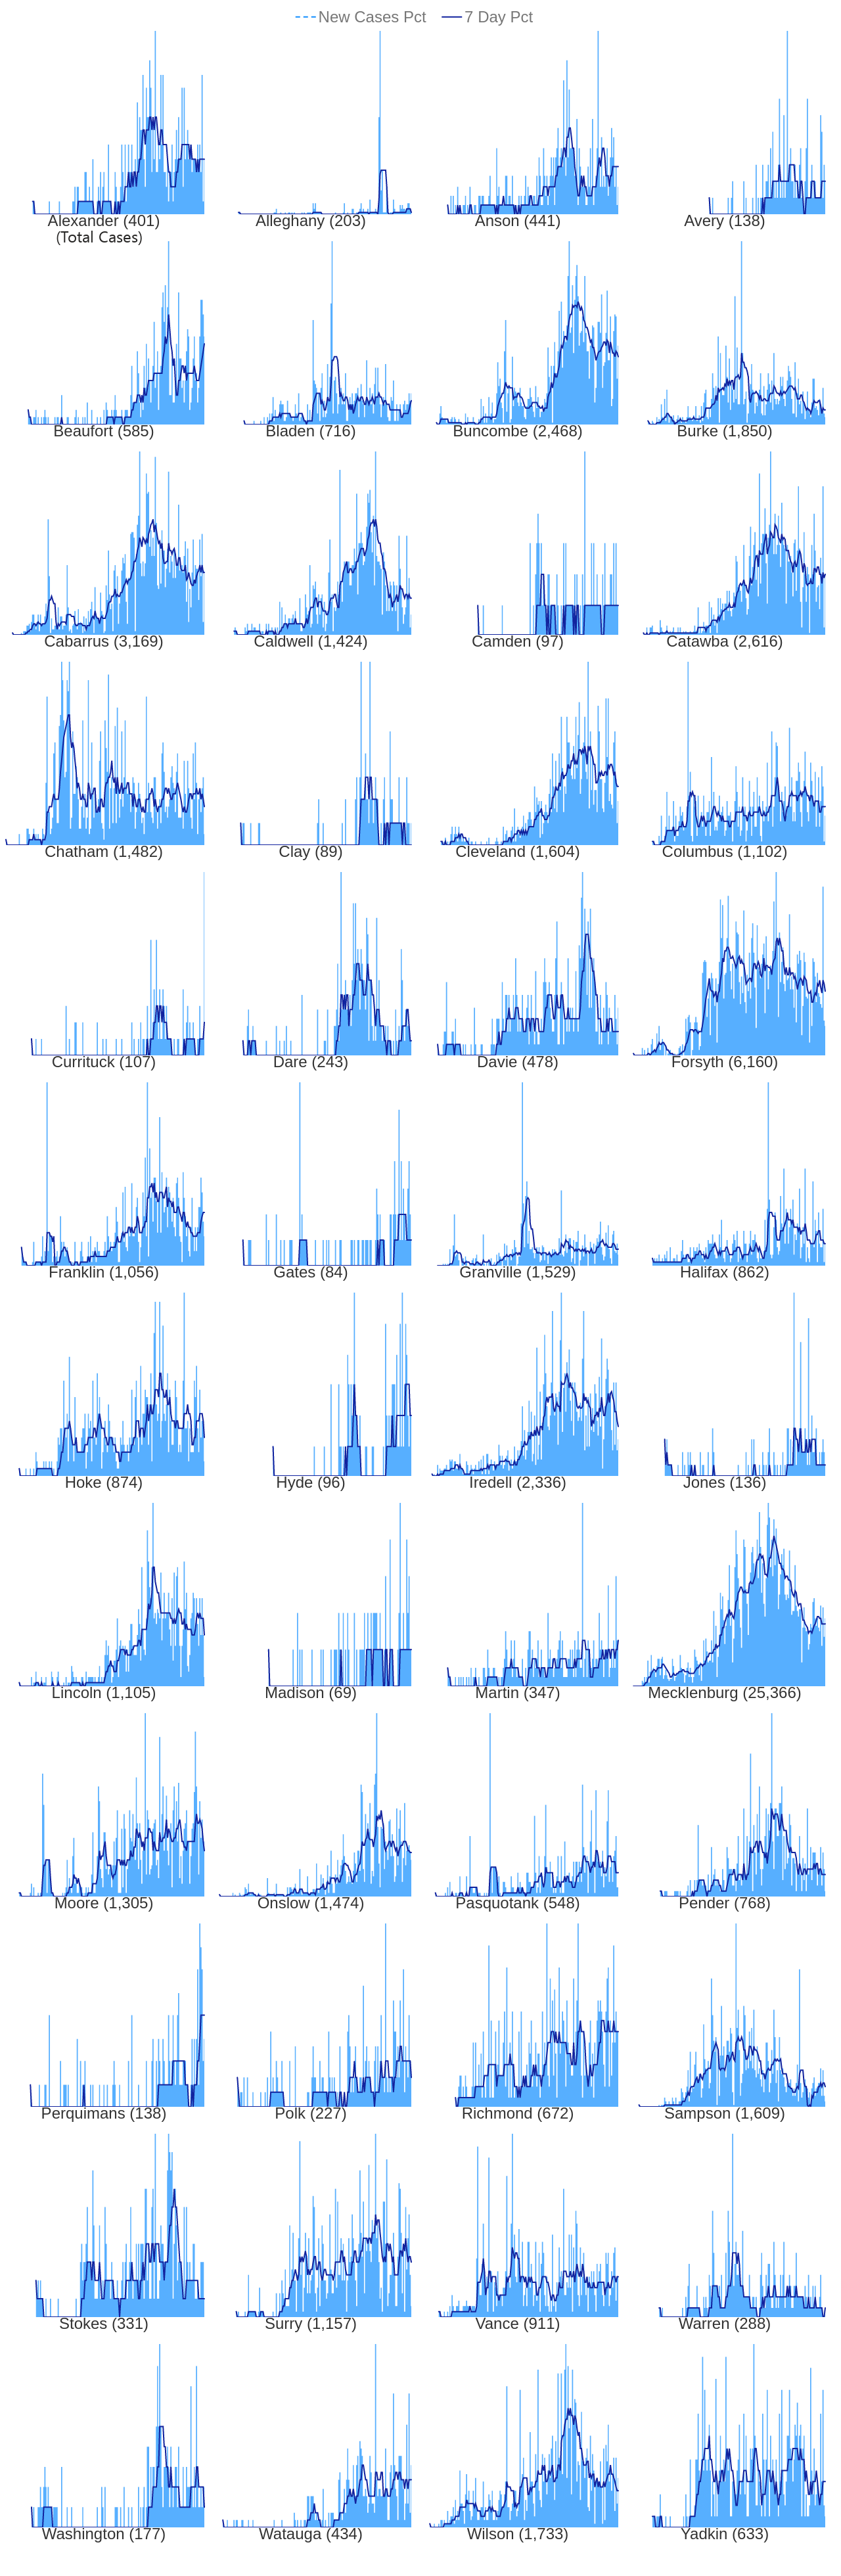 New Cases Pct 7 Day Pct
Alexander (401) Alleghany (203) Anson (441) Avery (138)
(Total Cases)
Beaufort (585) Bladen (716) Buncombe (2,468) Burke (1,850)
Cabarrus (3,169) Caldwell (1,424) Camden (97) Catawba (2,616)
Chatham (1,482) Clay (89) Cleveland (1,604) Columbus (1,102)
Currituck (107) Dare (243) Davie (478) Forsyth (6,160)
Franklin (1,056) Gates (84) Granville (1,529) Halifax (862)
Hoke (874) Hyde (96) Iredell (2,336) Jones (136)
Lincoln (1,105) Madison (69) Martin (347) Mecklenburg (25,366)
Moore (1,305) Onslow (1,474) Pasquotank (548) Pender (768)
Perquimans (138) Polk (227) Richmond (672) Sampson (1,609)
Stokes (331) Surry (1,157) Vance (911) Warren (288)
Washington (177) Watauga (434) Wilson (1,733) Yadkin (633)